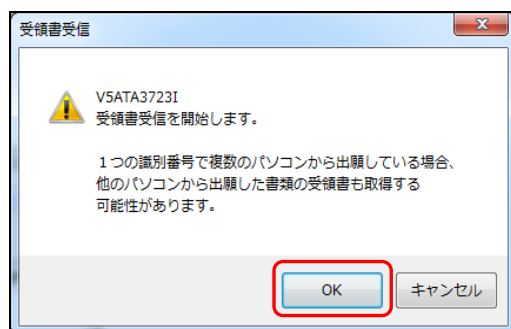 受領書受信
V5ATA3723I
受領書受信を開始します。
１つの識別番号で複数のパソコンから出願している場合、
他のパソコンから出願した書類の受領書も取得する
可能性があります。
OK
キャンセル